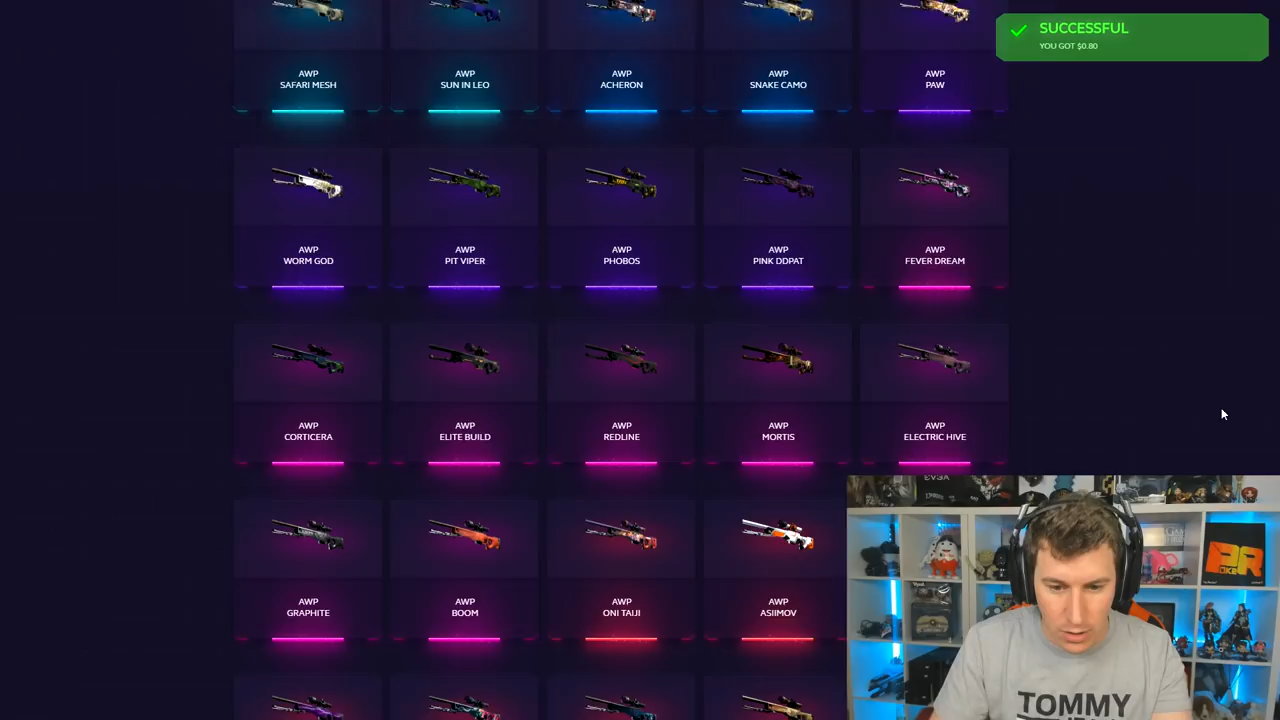 SUCCESSFUL
YOU GOT $0.80
AWP
SAFARI MESH
AWP
SUN IN LEO
AWP
ACHERON
AWP
SNAKE CAMO
AWP
PAW
AWP
WORM GOD
AWP
PIT VIPER
AWP
PHOBOS
AWP
PINK DDPAT
AWP
FEVER DREAM
AWP
CORTICERA
AWP
ELITE BUILD
AWP
REDLINE
AWP
MORTIS
AWP
ELECTRIC HIVE
AWP
GRAPHITE
AWP
BOOM
AWP
ONI TAIJI
AWP
ASIIMOV
EVGA
TOMMY